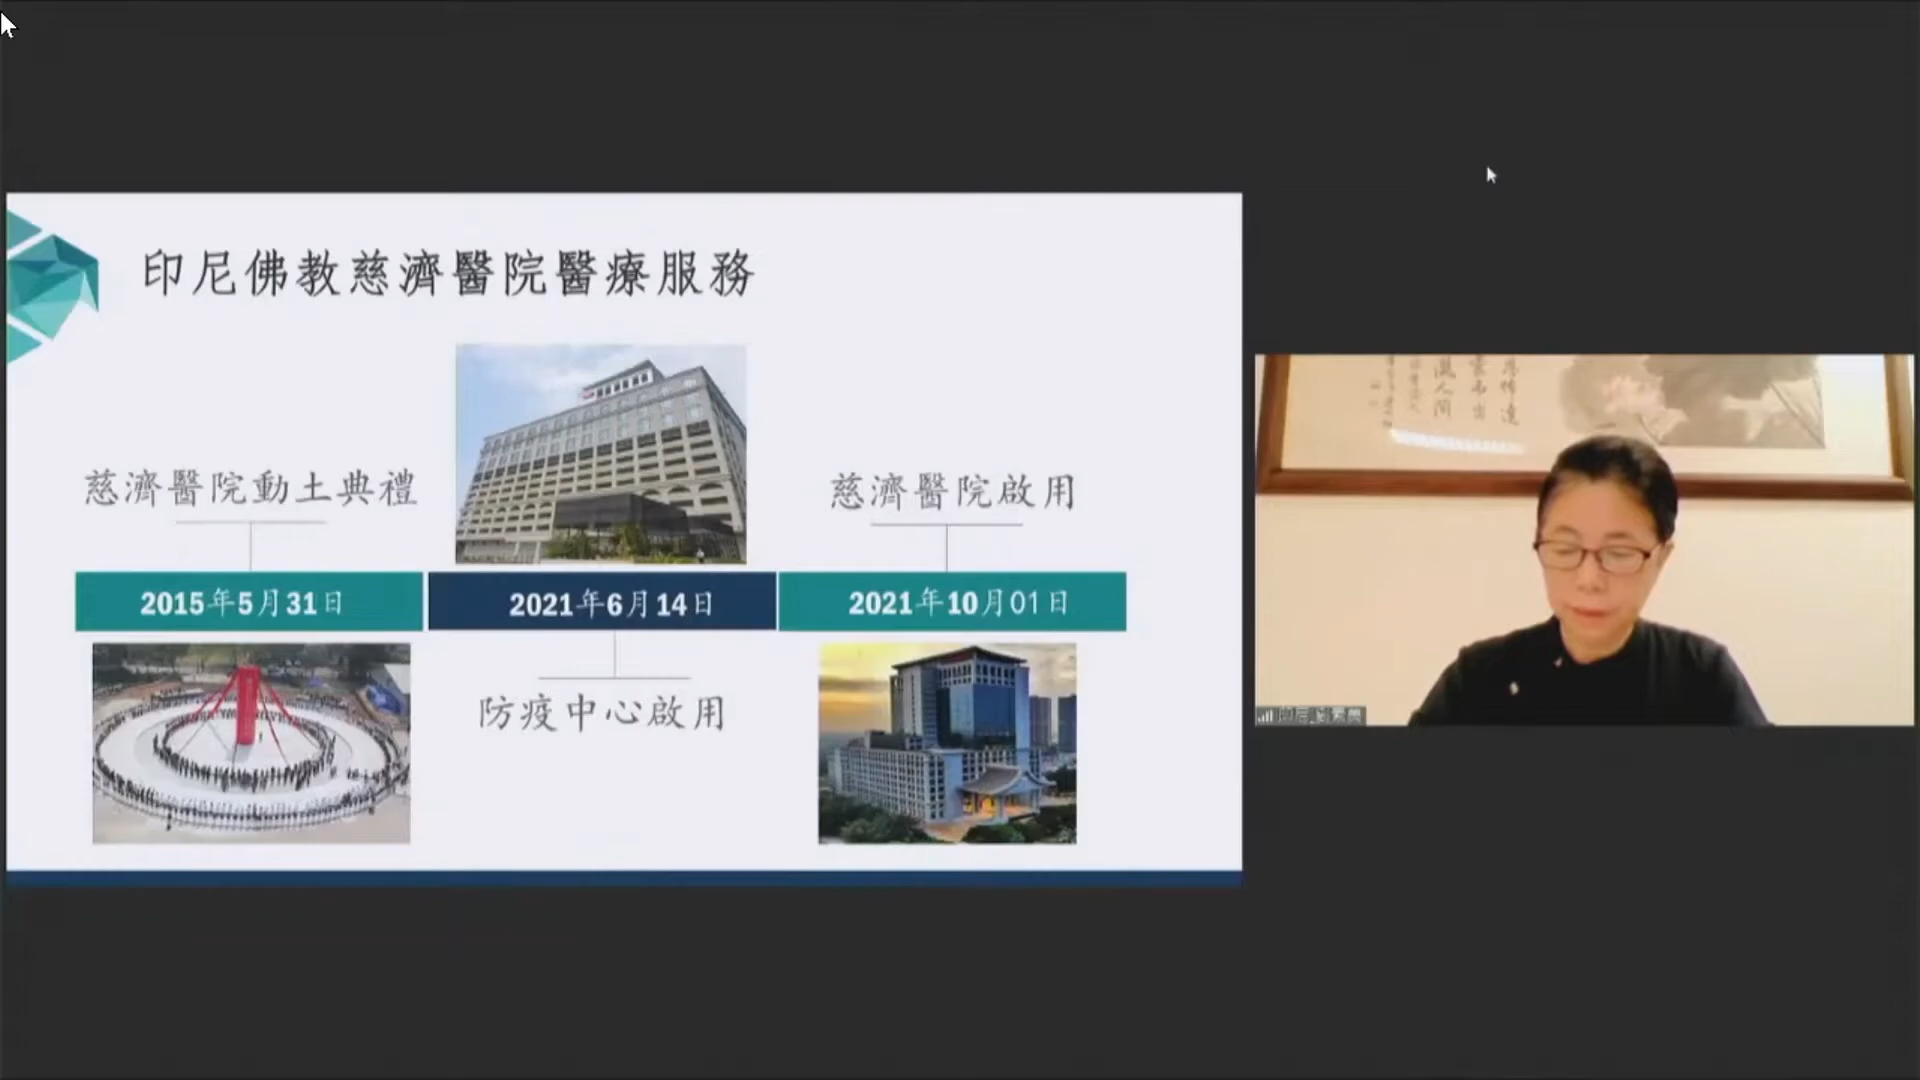 印尼佛教慈濟醫院醫療服務
慈濟醫院動土典禮
慈濟醫院啟用
2015年5月31日
2021年6月14日
2021年10月01日
防疫中心啟用